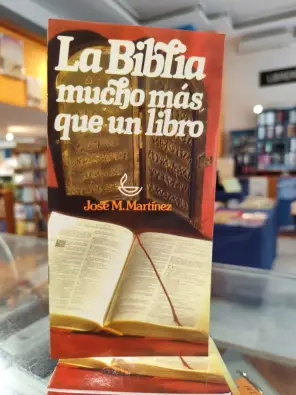 La Biblia
mucho más
que un libro
José M. Martínez